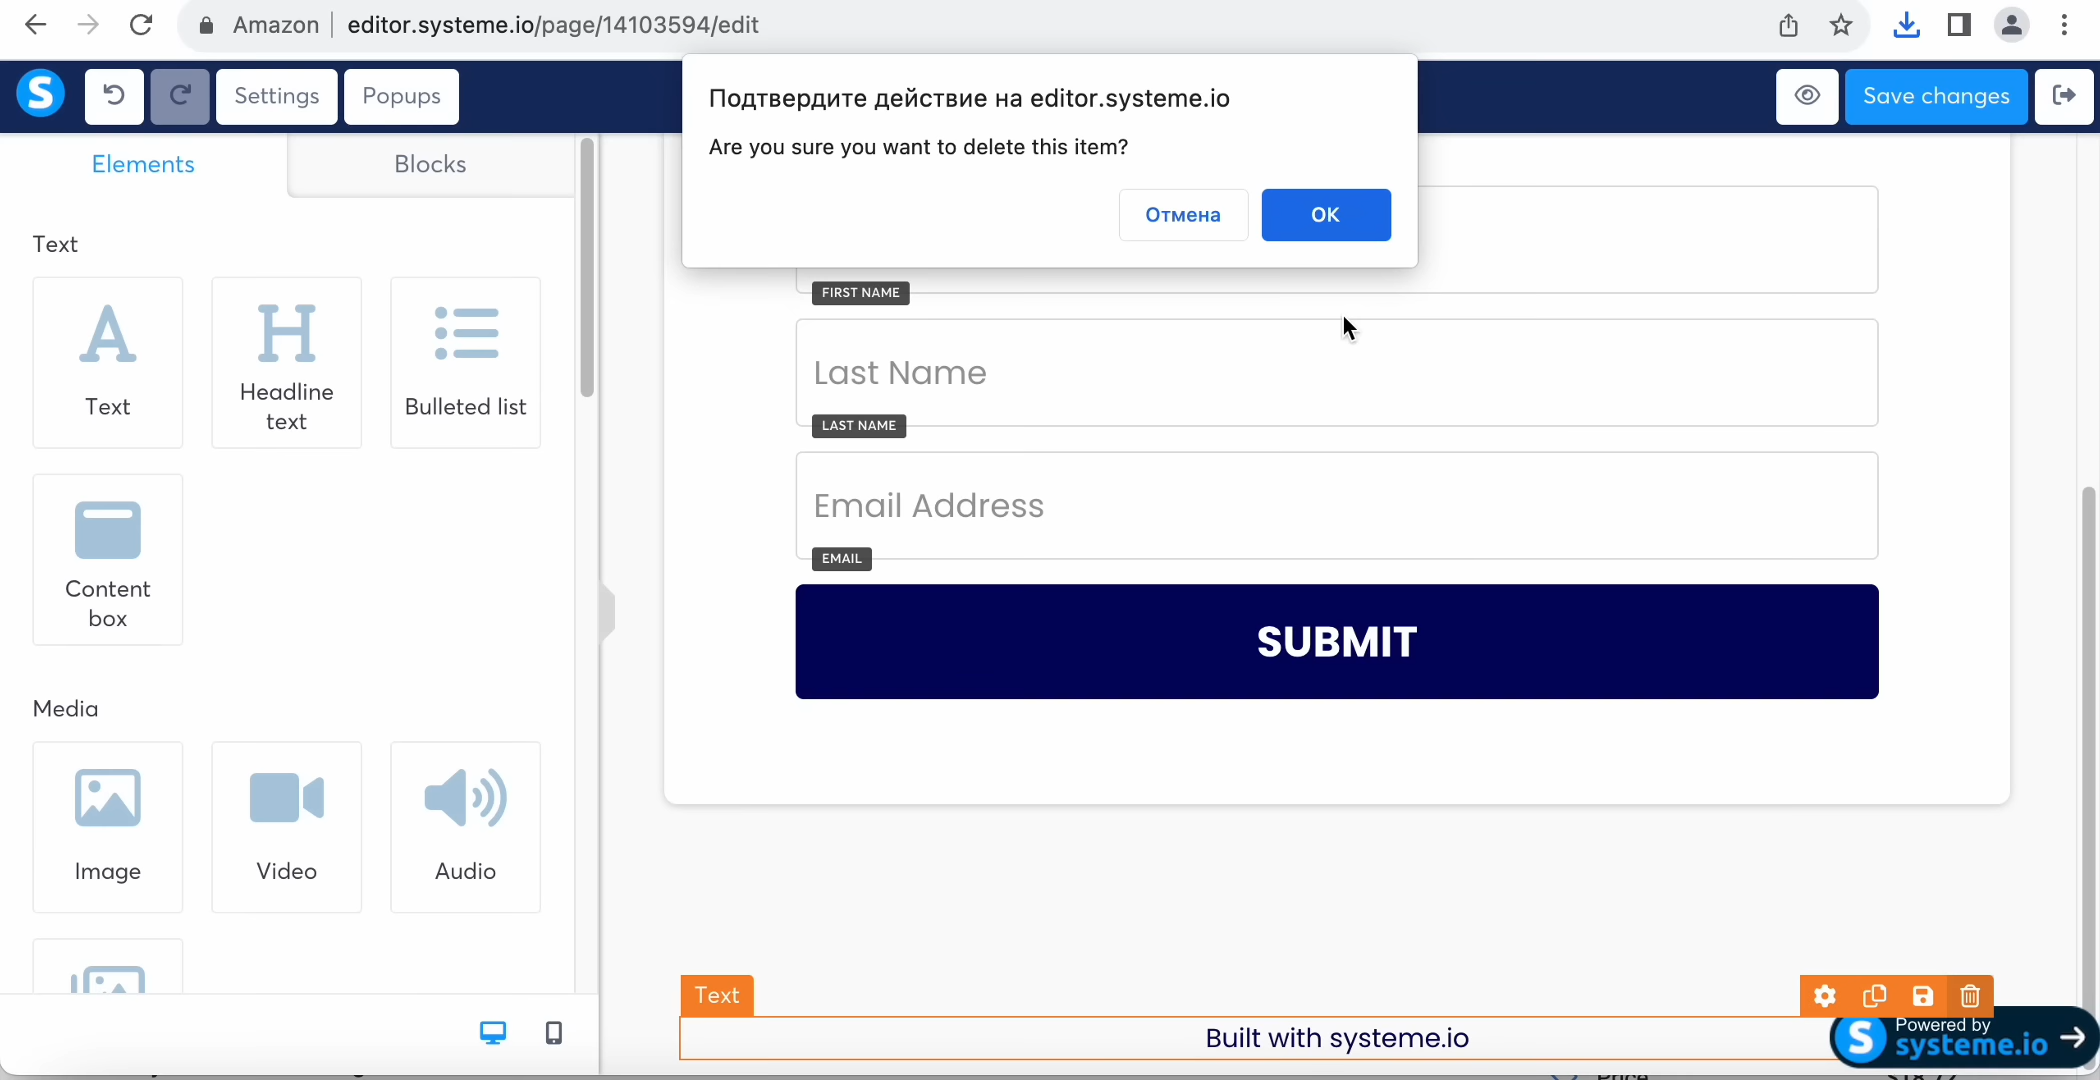 Amazon
editor.systeme.io/page/14103594/edit
S
Settings
Popups
Подтвердите действие на editor.systeme.io
Are you sure you want to delete this item?
Отмена
OK
Save changes
Elements
Blocks
Text
Text
Headline
text
Bulleted list
Content
box
Media
Image
Video
Audio
FIRST NAME
Last Name
LAST NAME
Email Address
EMAIL
SUBMIT
Text
Built with systeme.io
Powered by
systeme.io